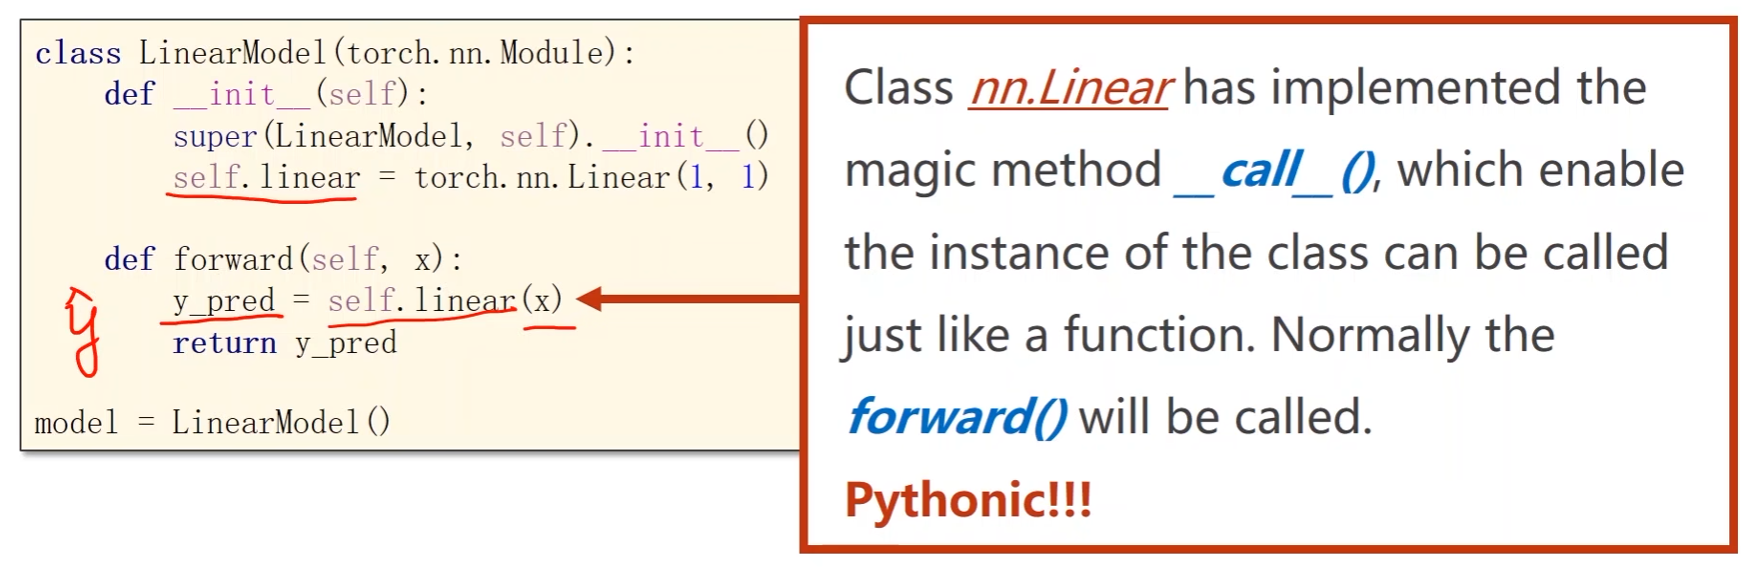 class LinearModel(torch.nn.Module):
    def __init__(self):
        super(LinearModel, self).__init__()
        self.linear = torch.nn.Linear(1, 1)
    def forward(self, x):
        y_pred = self.linear(x)
        return y_pred
model = LinearModel()
ŷ
Class nn.Linear has implemented the
magic method __call__(), which enable
the instance of the class can be called
just like a function. Normally the
forward() will be called.
Pythonic!!!